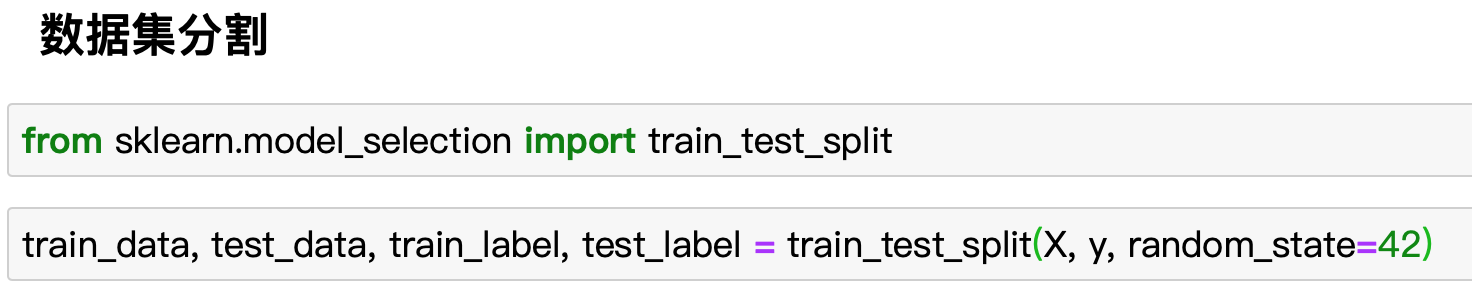 数据集分割
from sklearn.model_selection import train_test_split
train_data, test_data, train_label, test_label = train_test_split(X, y, random_state=42)